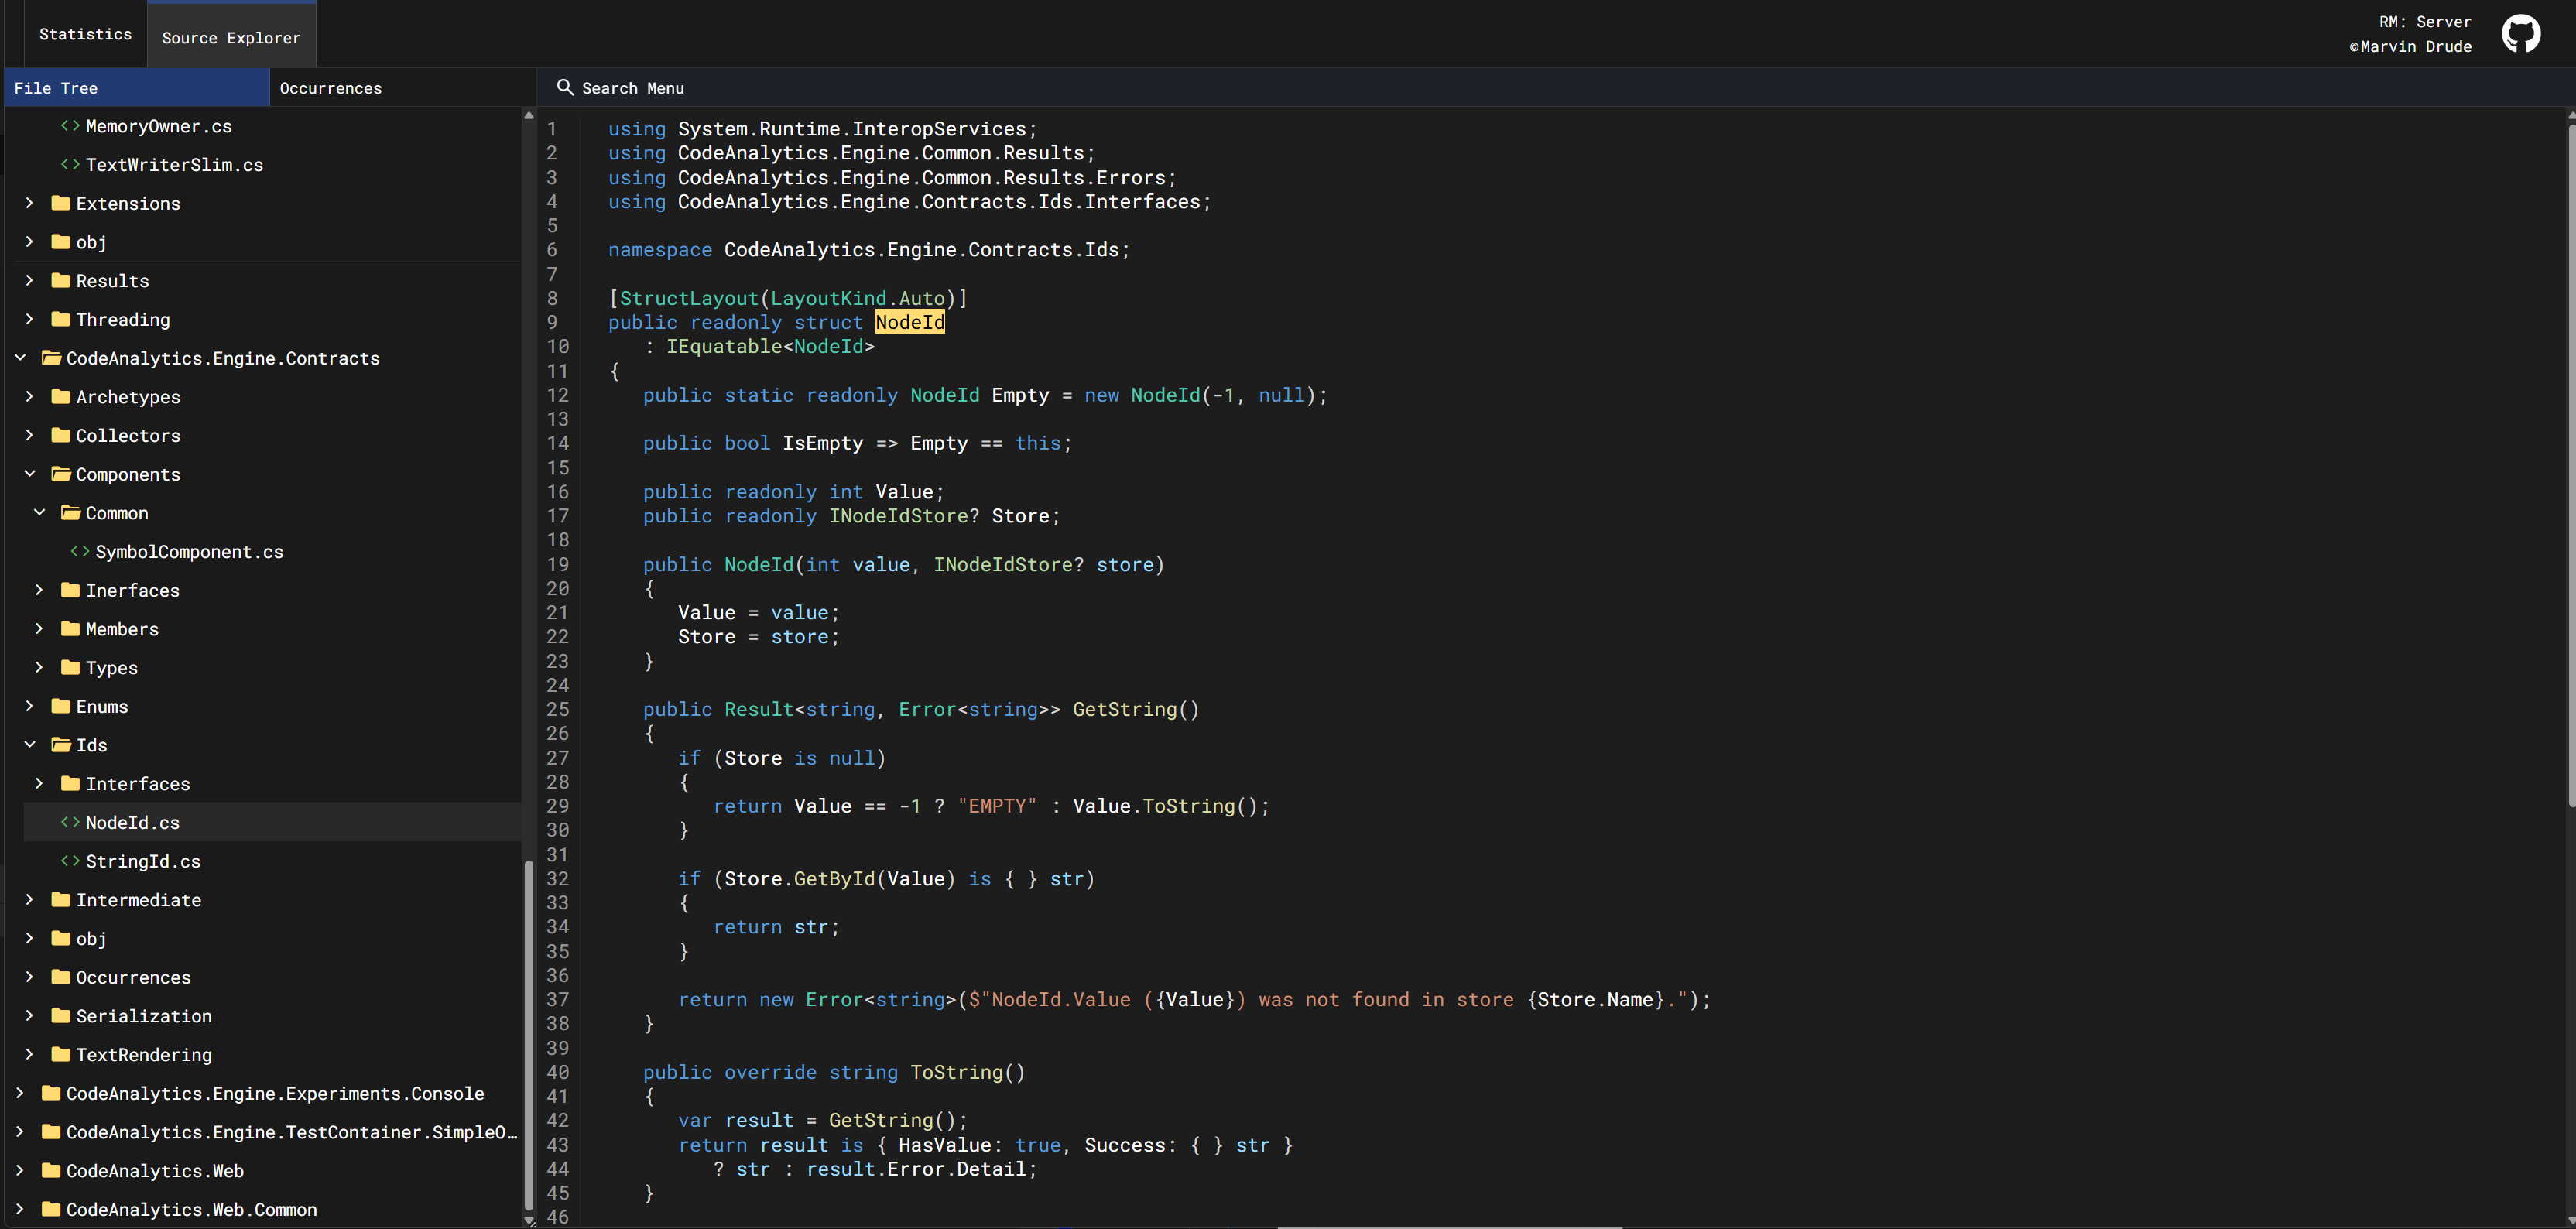 Statistics
Source Explorer
RM: Server
©Marvin Drude
File Tree
Occurrences
Search Menu
MemoryOwner.cs
TextWriterSlim.cs
Extensions
obj
Results
Threading
CodeAnalytics.Engine.Contracts
Archetypes
Collectors
Components
Common
SymbolComponent.cs
Inerfaces
Members
Types
Enums
Ids
Interfaces
NodeId.cs
StringId.cs
Intermediate
obj
Occurrences
Serialization
TextRendering
CodeAnalytics.Engine.Experiments.Console
CodeAnalytics.Engine.TestContainer.SimpleO…
CodeAnalytics.Web
CodeAnalytics.Web.Common
1 using System.Runtime.InteropServices;
2 using CodeAnalytics.Engine.Common.Results;
3 using CodeAnalytics.Engine.Common.Results.Errors;
4 using CodeAnalytics.Engine.Contracts.Ids.Interfaces;
5
6 namespace CodeAnalytics.Engine.Contracts.Ids;
7
8 [StructLayout(LayoutKind.Auto)]
9 public readonly struct NodeId
10    : IEquatable<NodeId>
11 {
12    public static readonly NodeId Empty = new NodeId(-1, null);
13
14    public bool IsEmpty => Empty == this;
15
16    public readonly int Value;
17    public readonly INodeIdStore? Store;
18
19    public NodeId(int value, INodeIdStore? store)
20    {
21       Value = value;
22       Store = store;
23    }
24
25    public Result<string, Error<string>> GetString()
26    {
27       if (Store is null)
28       {
29          return Value == -1 ? "EMPTY" : Value.ToString();
30       }
31
32       if (Store.GetById(Value) is { } str)
33       {
34          return str;
35       }
36
37       return new Error<string>($"NodeId.Value ({Value}) was not found in store {Store.Name}.");
38    }
39
40    public override string ToString()
41    {
42       var result = GetString();
43       return result is { HasValue: true, Success: { } str }
44          ? str : result.Error.Detail;
45    }
46